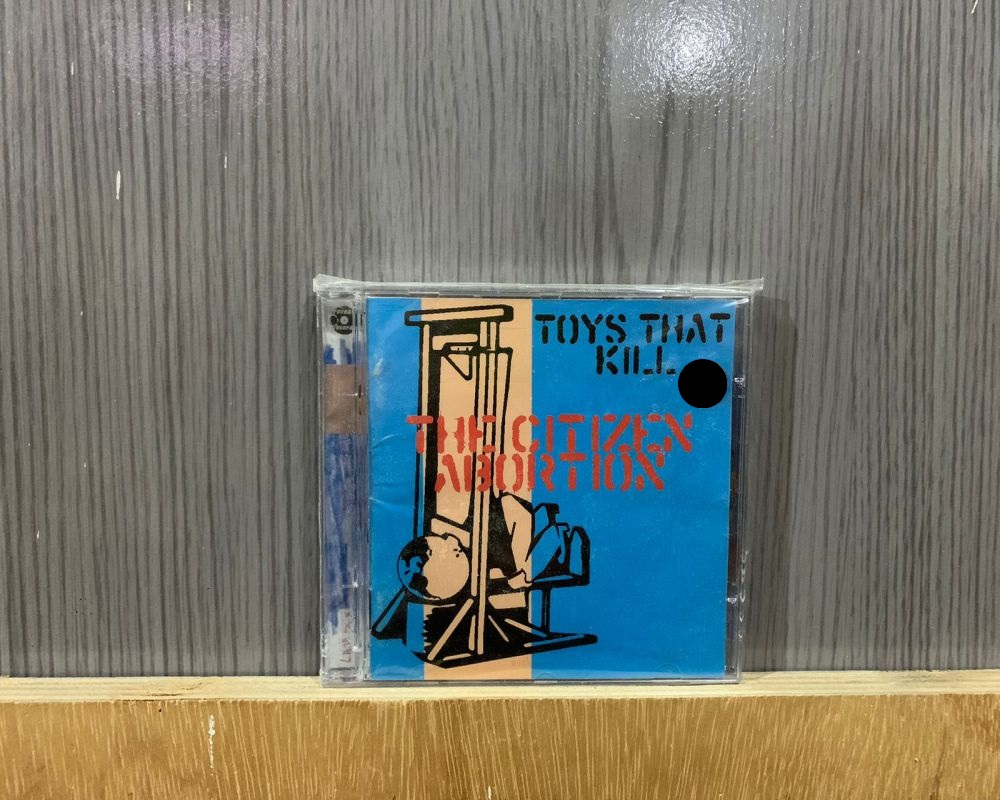 TOYS THAT
KILL
THE CITIZEN
ABORTION